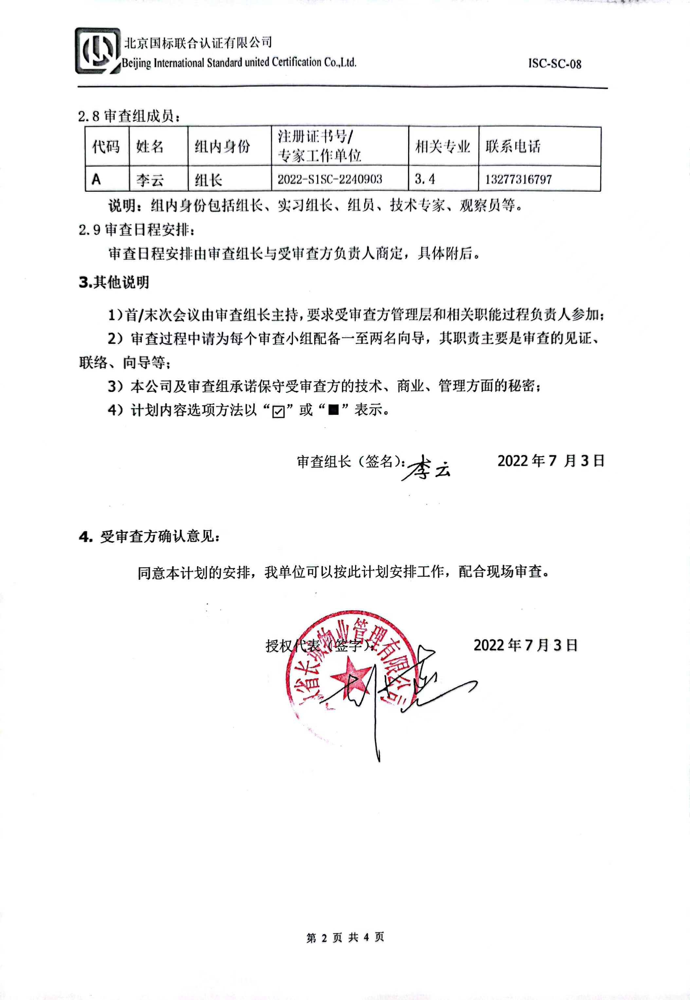 北京国标联合认证有限公司
Beijing International Standard united Certification Co.,Ltd.
ISC-SC-08
2.8 审查组成员：
代码 姓名 组内身份 注册证书号/专家工作单位 相关专业 联系电话
A 李云 组长 2022-S1SC-2240903 3.4 13277316797
说明：组内身份包括组长、实习组长、组员、技术专家、观察员等。
2.9 审查日程安排：
审查日程安排由审查组长与受审查方负责人商定，具体附后。
3.其他说明
1)首/末次会议由审查组长主持，要求受审查方管理层和相关职能过程负责人参加；
2）审查过程中请为每个审查小组配备一至两名向导，其职责主要是审查的见证、
联络、向导等；
3）本公司及审查组承诺保守受审查方的技术、商业、管理方面的秘密；
4）计划内容选项方法以“☑”或“■”表示。
审查组长（签名）：李云 2022 年 7 月 3 日
4. 受审查方确认意见：
同意本计划的安排，我单位可以按此计划安排工作，配合现场审查。
授权代表（签字）： 2022 年 7 月 3 日
省长城物业管理有限公司
第 2 页 共 4 页